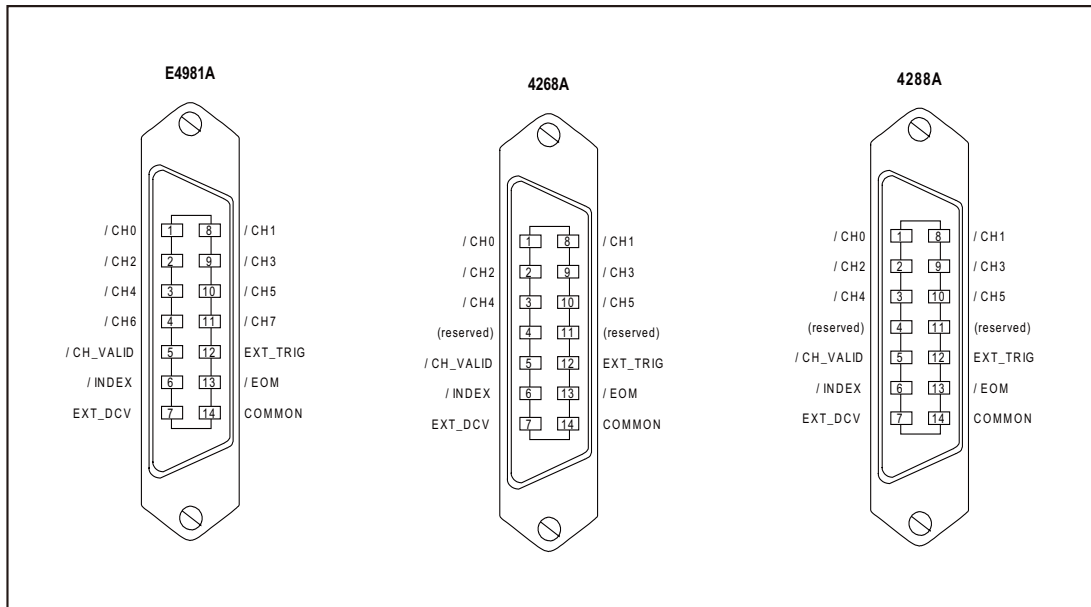 E4981A
/ CH0 1 8 / CH1
/ CH2 2 9 / CH3
/ CH4 3 10 / CH5
/ CH6 4 11 / CH7
/ CH_VALID 5 12 EXT_TRIG
/ INDEX 6 13 / EOM
EXT_DCV 7 14 COMMON
4268A
/ CH0 1 8 / CH1
/ CH2 2 9 / CH3
/ CH4 3 10 / CH5
(reserved) 4 11 (reserved)
/ CH_VALID 5 12 EXT_TRIG
/ INDEX 6 13 / EOM
EXT_DCV 7 14 COMMON
4288A
/ CH0 1 8 / CH1
/ CH2 2 9 / CH3
/ CH4 3 10 / CH5
(reserved) 4 11 (reserved)
/ CH_VALID 5 12 EXT_TRIG
/ INDEX 6 13 / EOM
EXT_DCV 7 14 COMMON